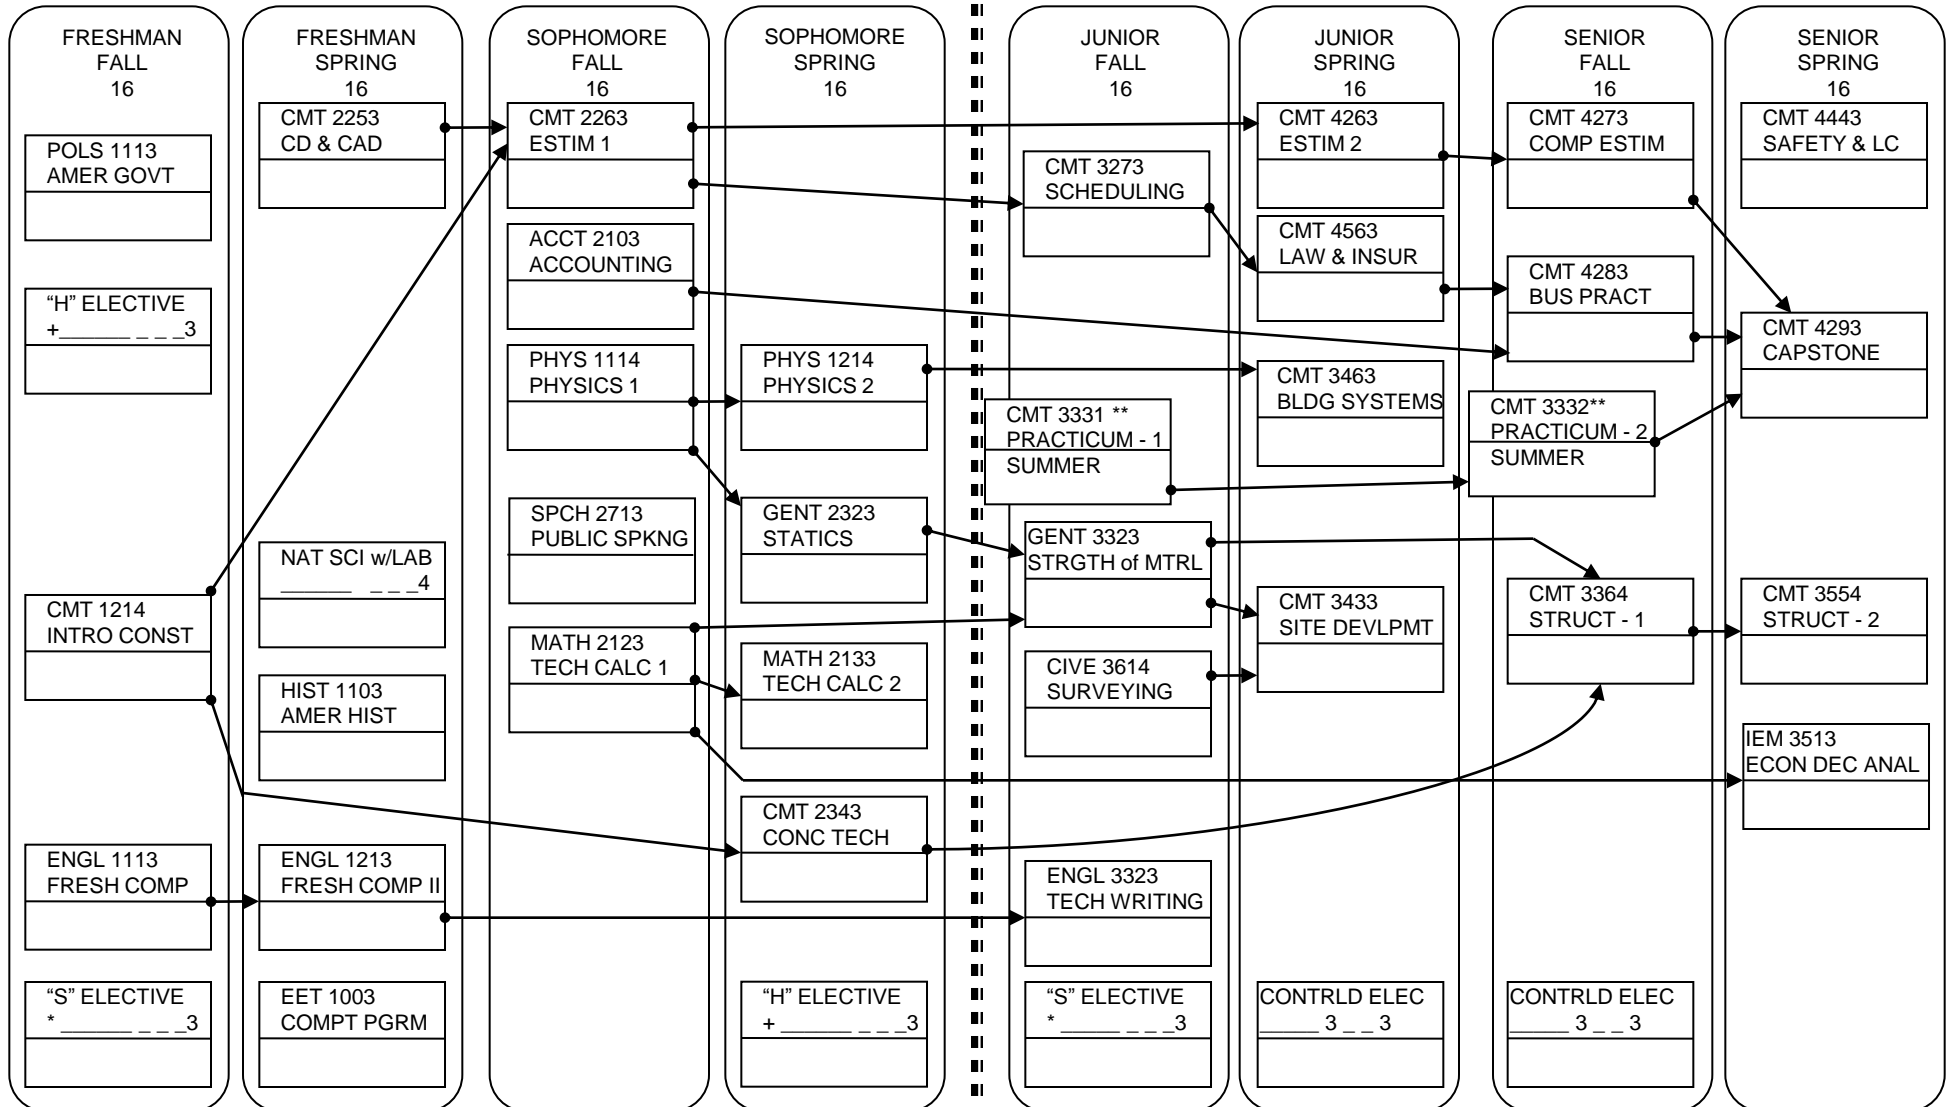 FRESHMAN
FALL
16
POLS 1113
AMER GOVT
“H” ELECTIVE
+______ _ _ _3
CMT 1214
INTRO CONST
ENGL 1113
FRESH COMP
“S” ELECTIVE
* ______ _ _ _3
FRESHMAN
SPRING
16
CMT 2253
CD & CAD
NAT SCI w/LAB
______ _ _ _4
HIST 1103
AMER HIST
ENGL 1213
FRESH COMP II
EET 1003
COMPT PGRM
SOPHOMORE
FALL
16
CMT 2263
ESTIM 1
ACCT 2103
ACCOUNTING
PHYS 1114
PHYSICS 1
SPCH 2713
PUBLIC SPKNG
MATH 2123
TECH CALC 1
SOPHOMORE
SPRING
16
PHYS 1214
PHYSICS 2
GENT 2323
STATICS
MATH 2133
TECH CALC 2
CMT 2343
CONC TECH
“H” ELECTIVE
+ ______ _ _ _3
JUNIOR
FALL
16
CMT 3273
SCHEDULING
CMT 3331 **
PRACTICUM - 1
SUMMER
GENT 3323
STRGTH of MTRL
CIVE 3614
SURVEYING
ENGL 3323
TECH WRITING
“S” ELECTIVE
* ______ _ _ _3
JUNIOR
SPRING
16
CMT 4263
ESTIM 2
CMT 4563
LAW & INSUR
CMT 3463
BLDG SYSTEMS
CMT 3433
SITE DEVLPMT
CONTRLD ELEC
_____ 3 _ _ 3
SENIOR
FALL
16
CMT 4273
COMP ESTIM
CMT 4283
BUS PRACT
CMT 3332**
PRACTICUM - 2
SUMMER
CMT 3364
STRUCT - 1
CONTRLD ELEC
_____ 3 _ _ 3
SENIOR
SPRING
16
CMT 4443
SAFETY & LC
CMT 4293
CAPSTONE
CMT 3554
STRUCT - 2
IEM 3513
ECON DEC ANAL